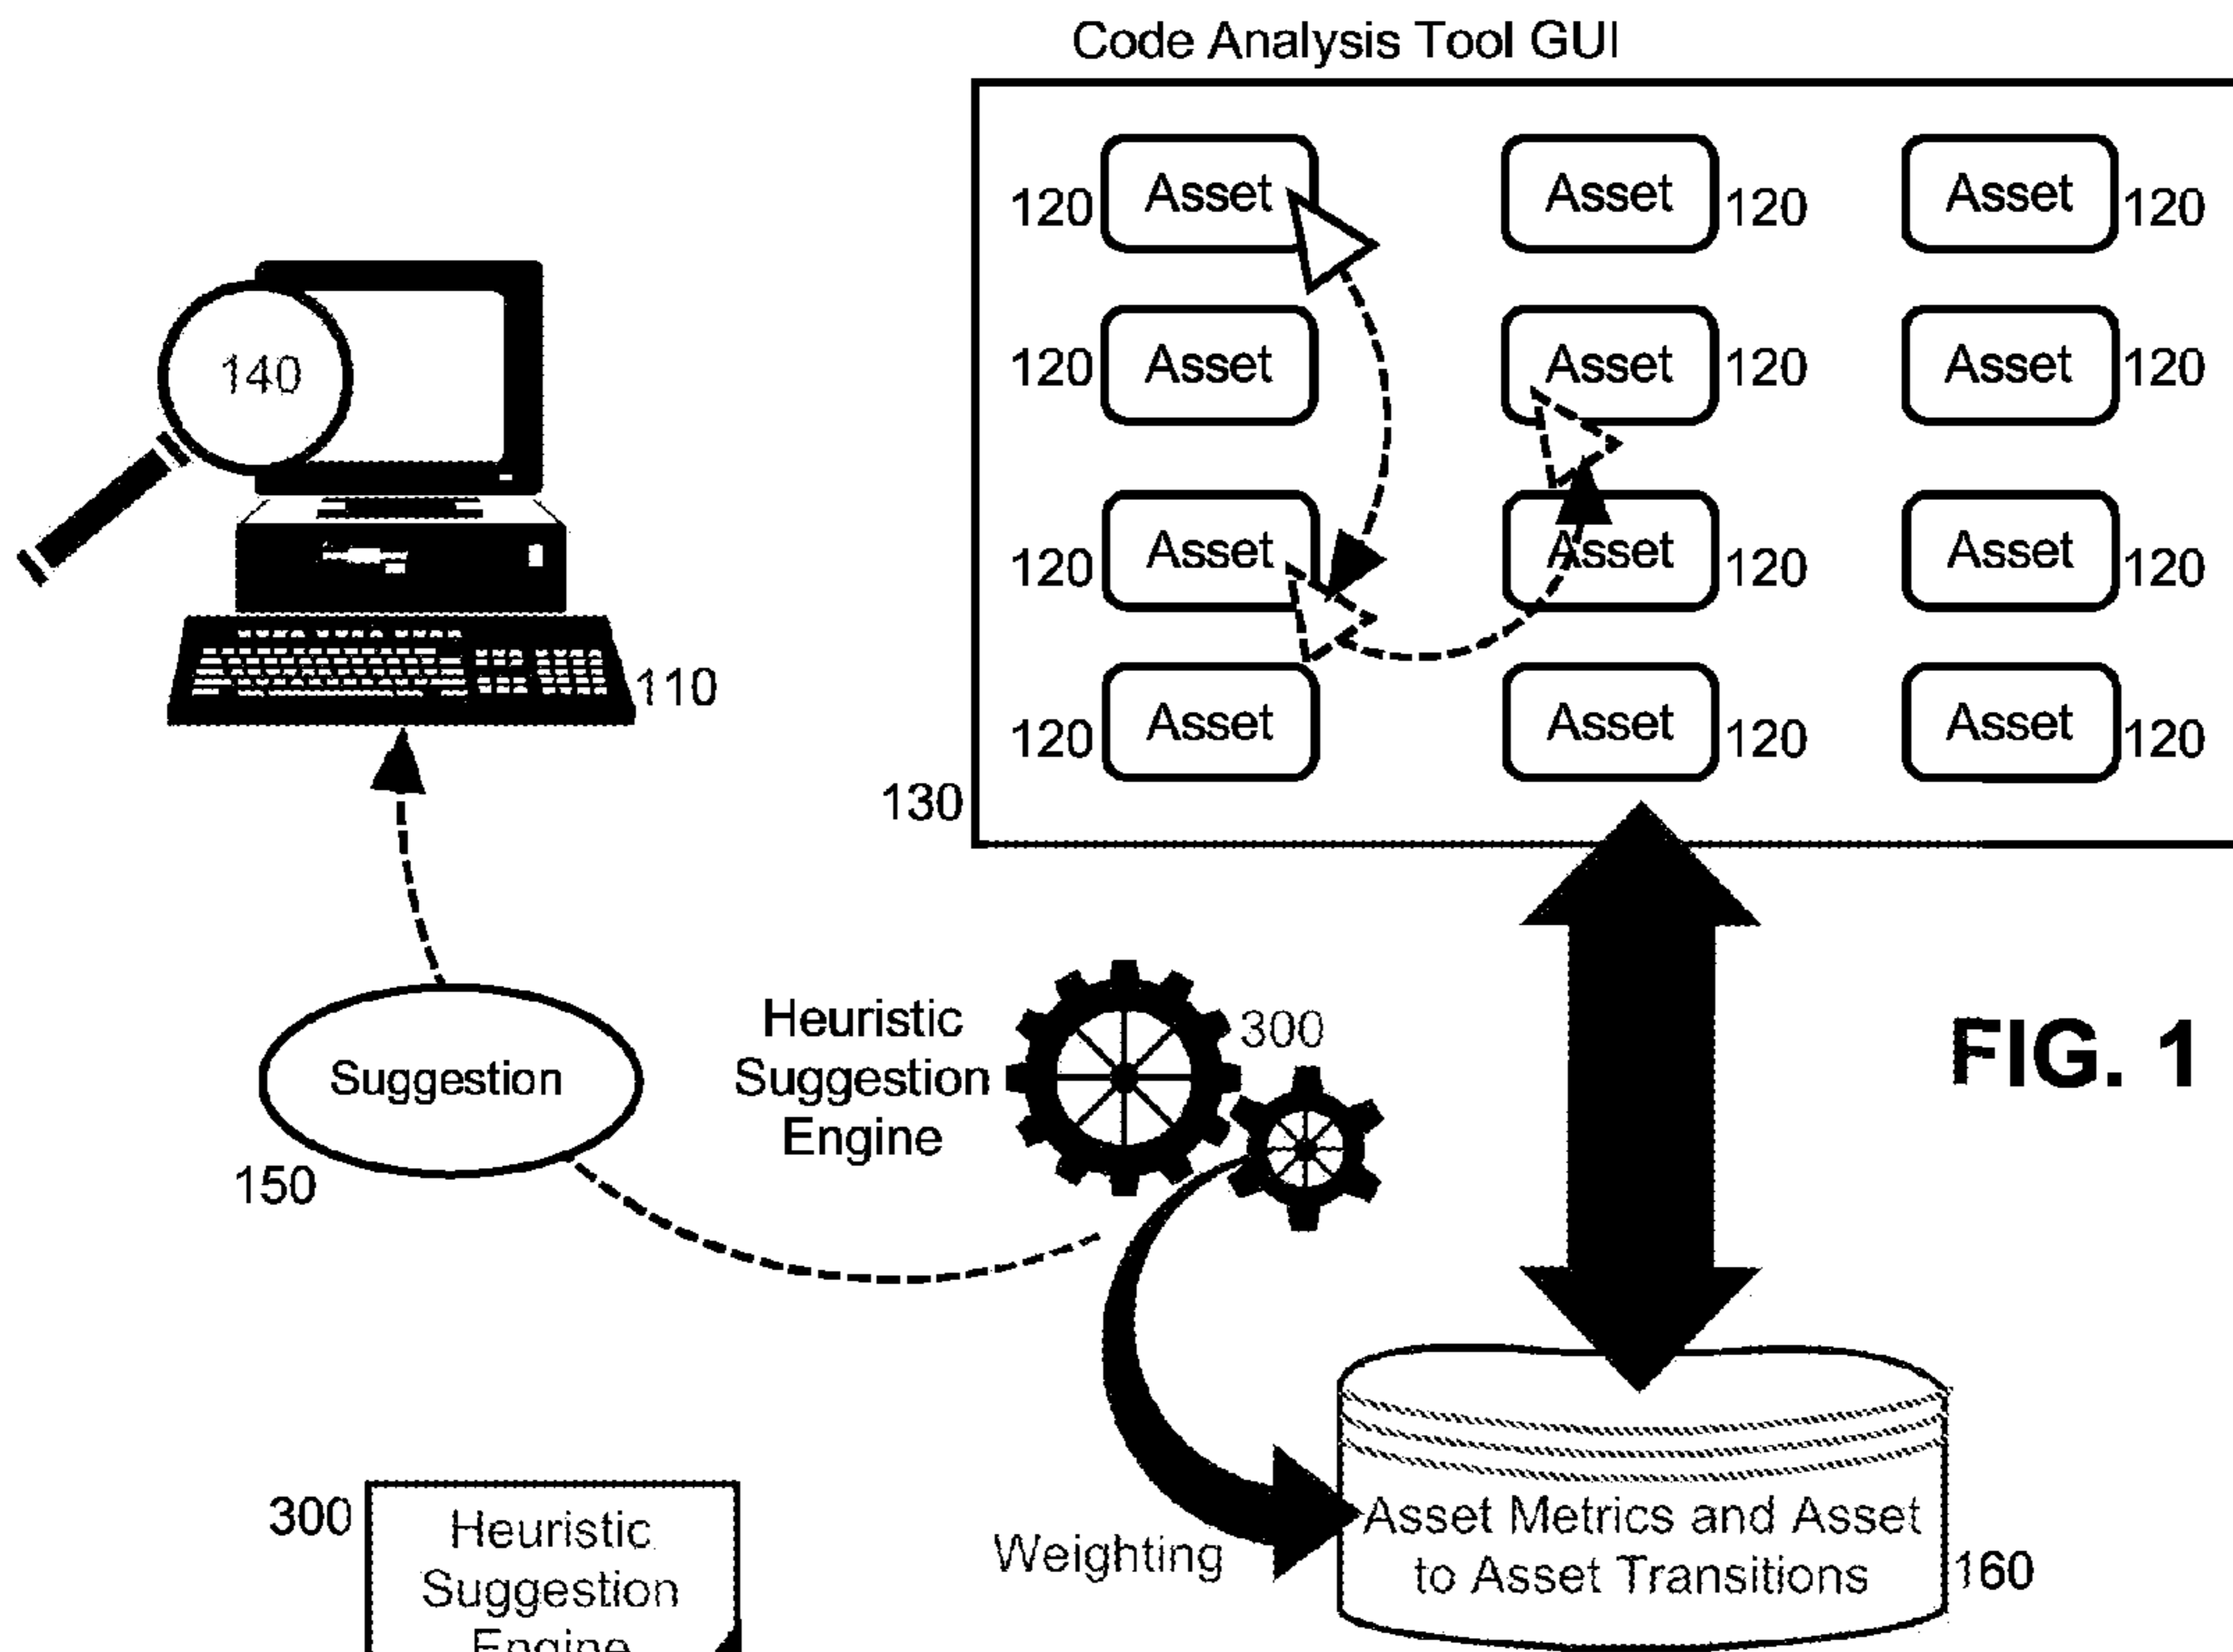 Code Analysis Tool GUI
120 Asset Asset 120 Asset 120
140
120 Asset Asset 120 Asset 120
120 Asset Asset 120 Asset 120
110
120 Asset Asset 120 Asset 120
130
Heuristic
Suggestion
Engine
300
FIG. 1
Suggestion
150
Weighting
Asset Metrics and Asset
to Asset Transitions
160
300
Heuristic
Suggestion
Engine